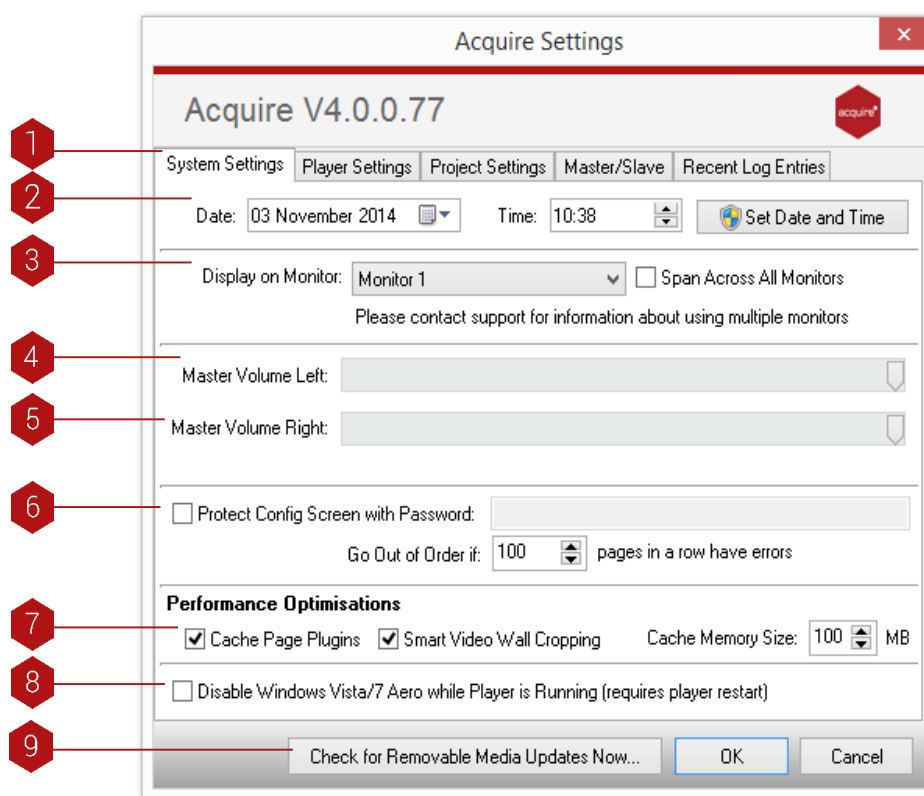 Acquire Settings
Acquire V4.0.0.77
acquire
1
System Settings Player Settings Project Settings Master/Slave Recent Log Entries
2
Date: 03 November 2014 Time: 10:38 Set Date and Time
3
Display on Monitor: Monitor 1 Span Across All Monitors
Please contact support for information about using multiple monitors
4
Master Volume Left:
5
Master Volume Right:
6
Protect Config Screen with Password:
Go Out of Order if: 100 pages in a row have errors
Performance Optimisations
7
Cache Page Plugins Smart Video Wall Cropping Cache Memory Size: 100 MB
8
Disable Windows Vista/7 Aero while Player is Running (requires player restart)
9
Check for Removable Media Updates Now... OK Cancel